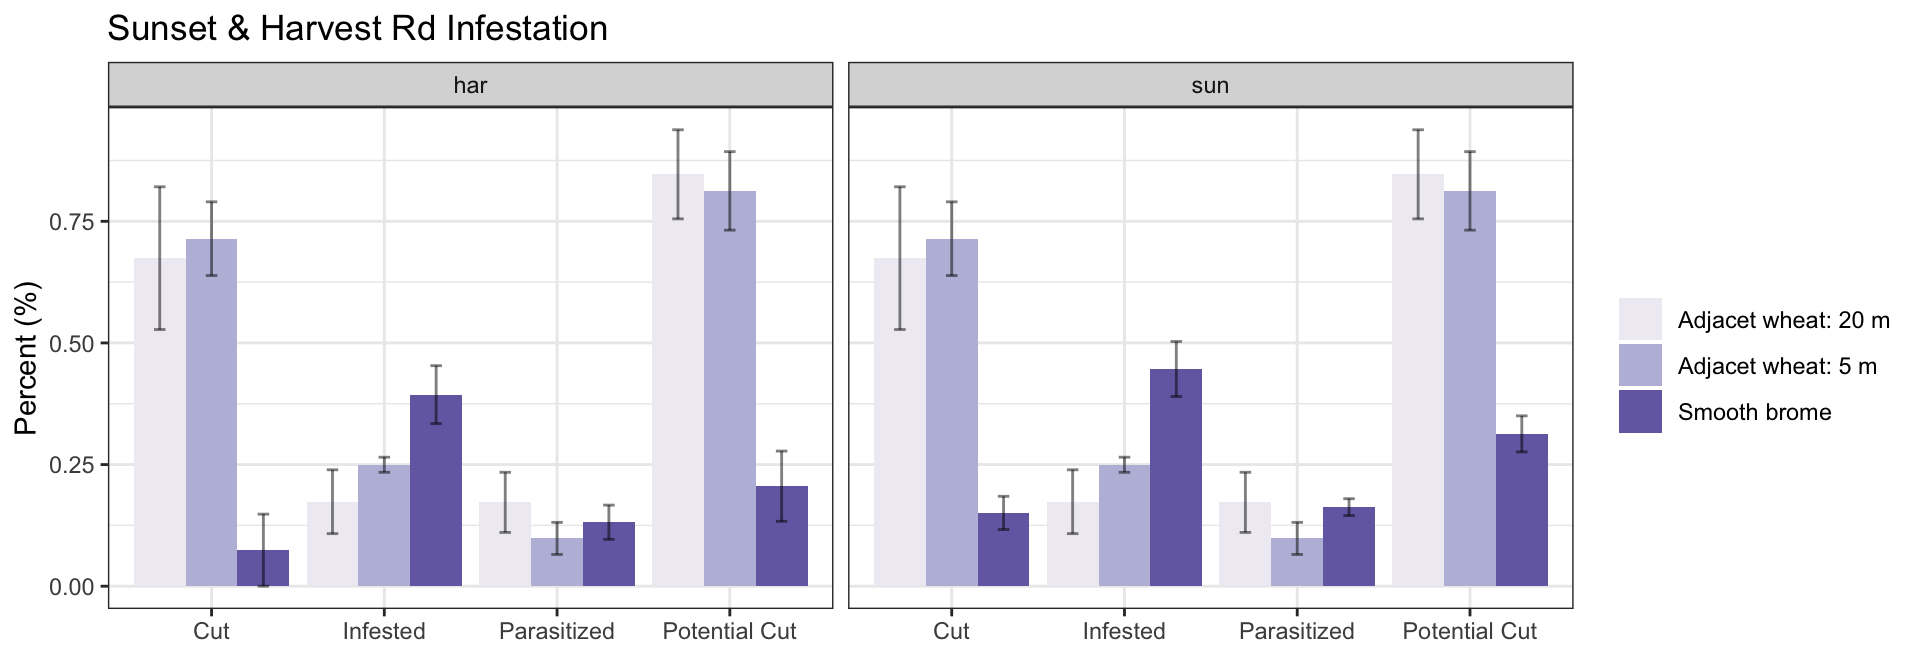 Sunset & Harvest Rd Infestation
har
sun
Percent (%)
0.75
0.50
0.25
0.00
Cut
Infested
Parasitized
Potential Cut
Cut
Infested
Parasitized
Potential Cut
Adjacet wheat: 20 m
Adjacet wheat: 5 m
Smooth brome